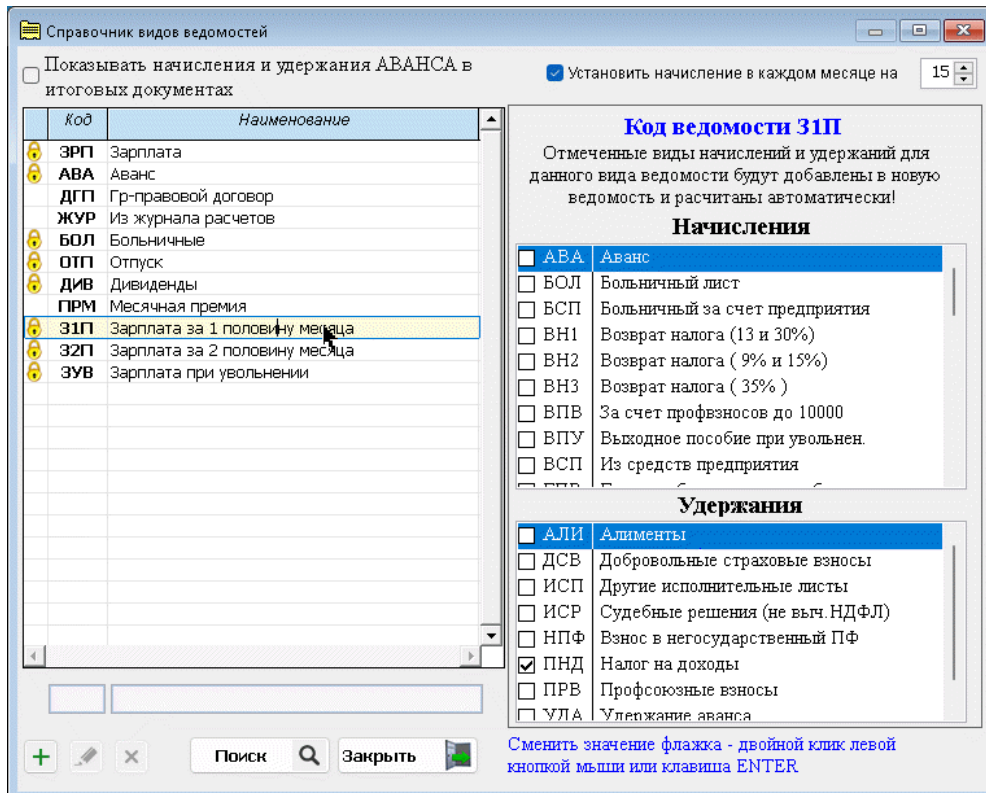 Справочник видов ведомостей
Показывать начисления и удержания АВАНСА в
итоговых документах
Установить начисление в каждом месяце на 15
Код Наименование
ЗРП Зарплата
АВА Аванс
ДГП Гр-правовой договор
ЖУР Из журнала расчетов
БОЛ Больничные
ОТП Отпуск
ДИВ Дивиденды
ПРМ Месячная премия
З1П Зарплата за 1 половину месяца
З2П Зарплата за 2 половину месяца
ЗУВ Зарплата при увольнении
Код ведомости З1П
Отмеченные виды начислений и удержаний для
данного вида ведомости будут добавлены в новую
ведомость и расчитаны автоматически!
Начисления
АВА Аванс
БОЛ Больничный лист
БСП Больничный за счет предприятия
ВН1 Возврат налога (13 и 30%)
ВН2 Возврат налога ( 9% и 15%)
ВН3 Возврат налога ( 35% )
ВПВ За счет профвзносов до 10000
ВПУ Выходное пособие при увольнен.
ВСП Из средств предприятия
Удержания
АЛИ Алименты
ДСВ Добровольные страховые взносы
ИСП Другие исполнительные листы
ИСР Судебные решения (не выч.НДФЛ)
НПФ Взнос в негосударственный ПФ
ПНД Налог на доходы
ПРВ Профсоюзные взносы
УДА Удержание аванса
Поиск Закрыть
Сменить значение флажка - двойной клик левой
кнопкой мыши или клавиша ENTER